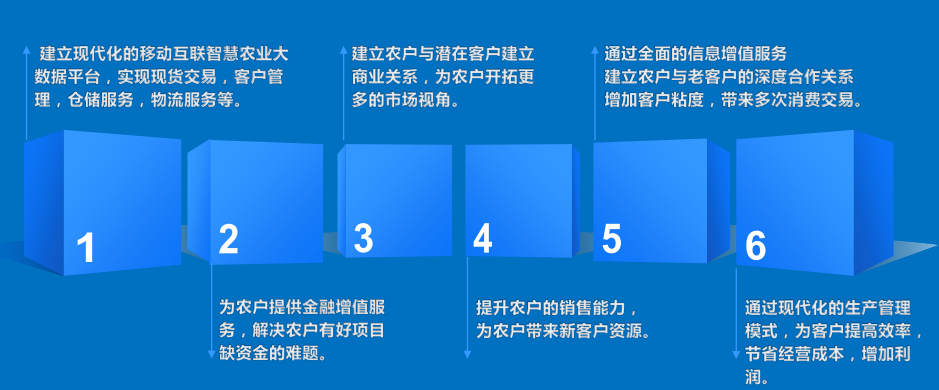 建立现代化的移动互联智慧农业大
数据平台，实现现货交易，客户管
理，仓储服务，物流服务等。
建立农户与潜在客户建立
商业关系，为农户开拓更
多的市场视角。
通过全面的信息增值服务
建立农户与老客户的深度合作关系
增加客户粘度，带来多次消费交易。
1
2
3
4
5
6
为农户提供金融增值服
务，解决农户有好项目
缺资金的难题。
提升农户的销售能力，
为农户带来新客户资源。
通过现代化的生产管理
模式，为客户提高效率，
节省经营成本，增加利
润。